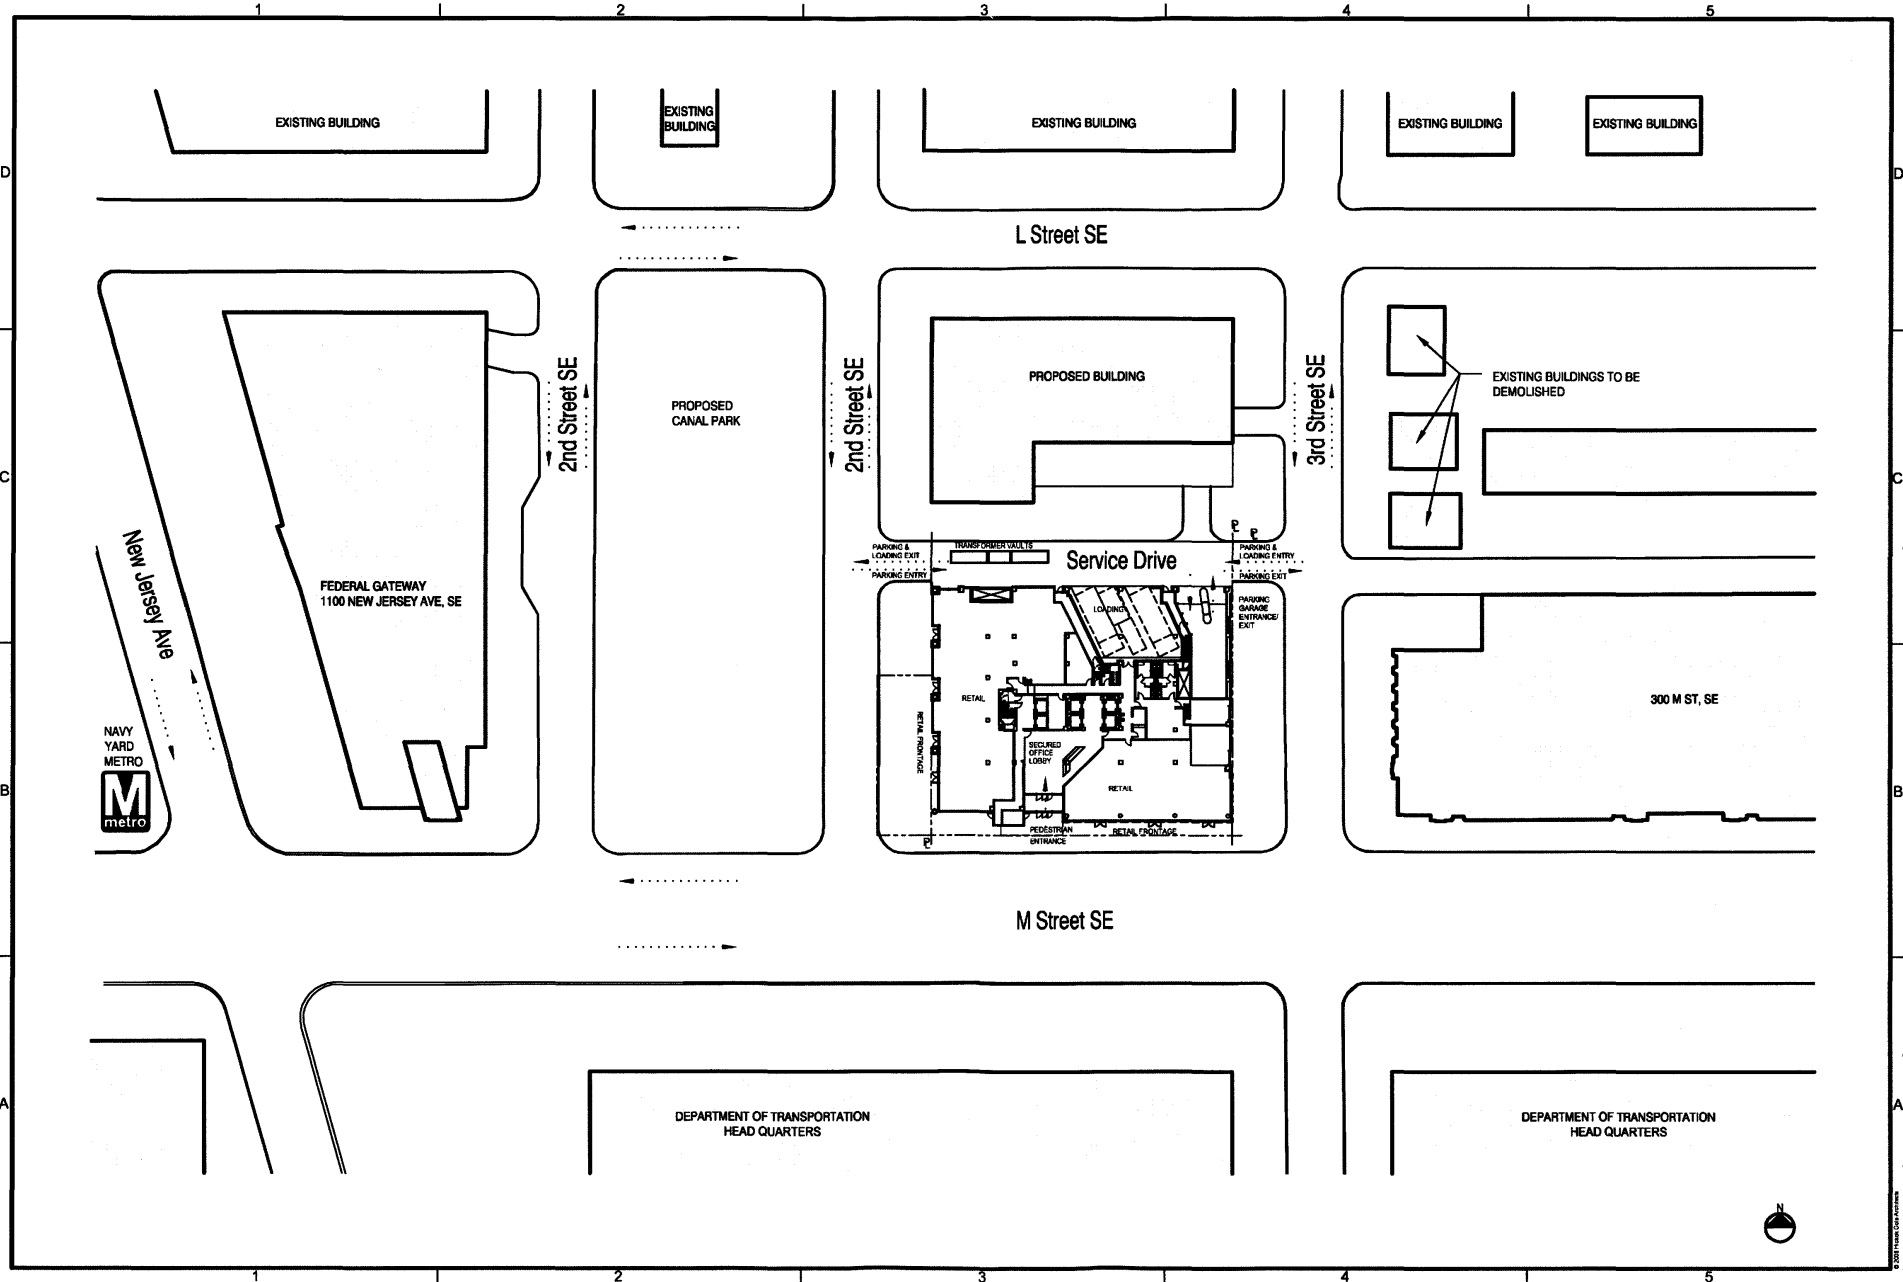 1 2 3 4 5
EXISTING BUILDING
EXISTING
BUILDING
EXISTING BUILDING
EXISTING BUILDING
EXISTING BUILDING
D
D
L Street SE
2nd Street SE
PROPOSED
CANAL PARK
2nd Street SE
PROPOSED BUILDING
3rd Street SE
EXISTING BUILDINGS TO BE
DEMOLISHED
C
C
New Jersey Ave
FEDERAL GATEWAY
1100 NEW JERSEY AVE, SE
PARKING &
LOADING EXIT
PARKING ENTRY
TRANSFORMER VAULTS
Service Drive
PL
PL
PARKING &
LOADING ENTRY
PARKING EXIT
PARKING
GARAGE
ENTRANCE/
EXIT
LOADING
RETAIL
RETAIL FRONTAGE
SECURED
OFFICE
LOBBY
RETAIL
PEDESTRIAN
ENTRANCE
RETAIL FRONTAGE
PL
300 M ST, SE
NAVY
YARD
METRO
M
metro
B
B
M Street SE
A
A
DEPARTMENT OF TRANSPORTATION
HEAD QUARTERS
DEPARTMENT OF TRANSPORTATION
HEAD QUARTERS
N
1 2 3 4 5